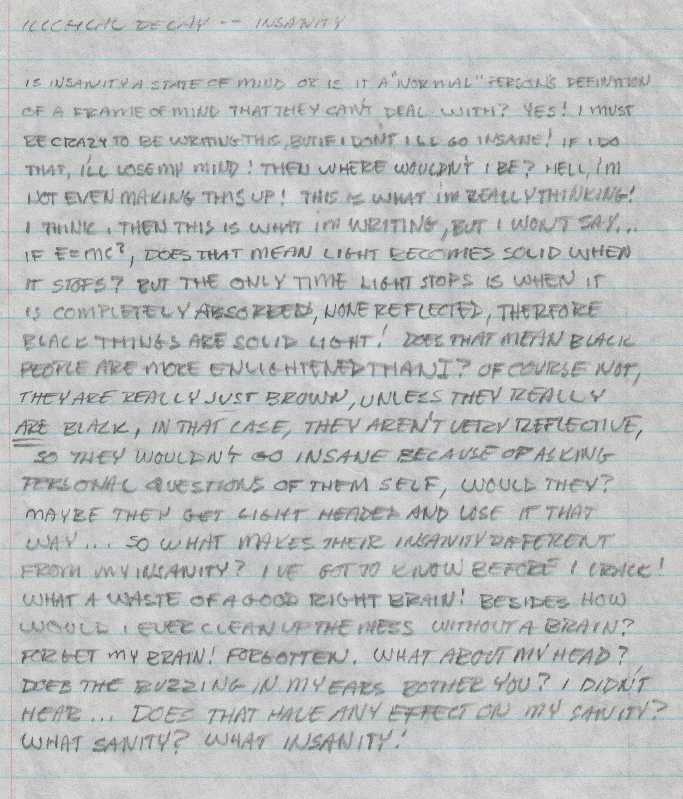 DECAY -- INSANITY
IS INSANITY A STATE OF MIND OR IS IT A "NORMAL" PERSON'S DEFINITION
OF A FRAME OF MIND THAT THEY CAN'T DEAL WITH? YES! I MUST
BE CRAZY TO BE WRITING THIS, BUT IF I DON'T I'LL GO INSANE! IF I DO
THAT, I'LL LOSE MY MIND! THEN WHERE WOULDN'T I BE? HELL, I'M
NOT EVEN MAKING THIS UP! THIS IS WHAT I'M REALLY THINKING!
I THINK, THEN THIS IS WHAT I'M WRITING, BUT I WON'T SAY...
IF E=MC², DOES THAT MEAN LIGHT BECOMES SOLID WHEN
IT STOPS? BUT THE ONLY TIME LIGHT STOPS IS WHEN IT
IS COMPLETELY ABSORBED, NONE REFLECTED, THEREFORE
BLACK THINGS ARE SOLID LIGHT! DOES THAT MEAN BLACK
PEOPLE ARE MORE ENLIGHTENED THAN I? OF COURSE NOT,
THEY ARE REALLY JUST BROWN, UNLESS THEY REALLY
ARE BLACK, IN THAT CASE, THEY AREN'T VERY REFLECTIVE,
SO THEY WOULDN'T GO INSANE BECAUSE OF ASKING
PERSONAL QUESTIONS OF THEM SELF, WOULD THEY?
MAYBE THEY GET LIGHT HEADED AND LOSE IT THAT
WAY... SO WHAT MAKES THEIR INSANITY DIFFERENT
FROM MY INSANITY? I'VE GOT TO KNOW BEFORE I CRACK!
WHAT A WASTE OF A GOOD RIGHT BRAIN! BESIDES HOW
WOULD I EVER CLEAN UP THE MESS WITHOUT A BRAIN?
FORGET MY BRAIN! FORGOTTEN. WHAT ABOUT MY HEAD?
DOES THE BUZZING IN MY EARS BOTHER YOU? I DIDN'T
HEAR... DOES THAT HAVE ANY EFFECT ON MY SANITY?
WHAT SANITY? WHAT INSANITY!